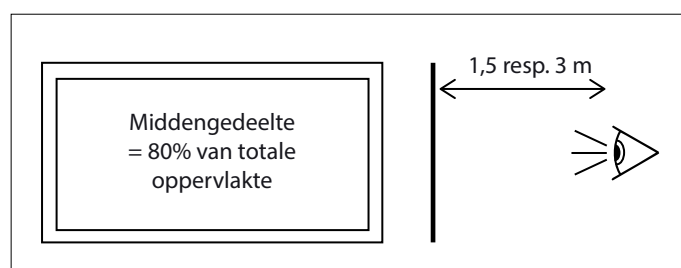 Middengedeelte
= 80% van totale
oppervlakte
1,5 resp. 3 m